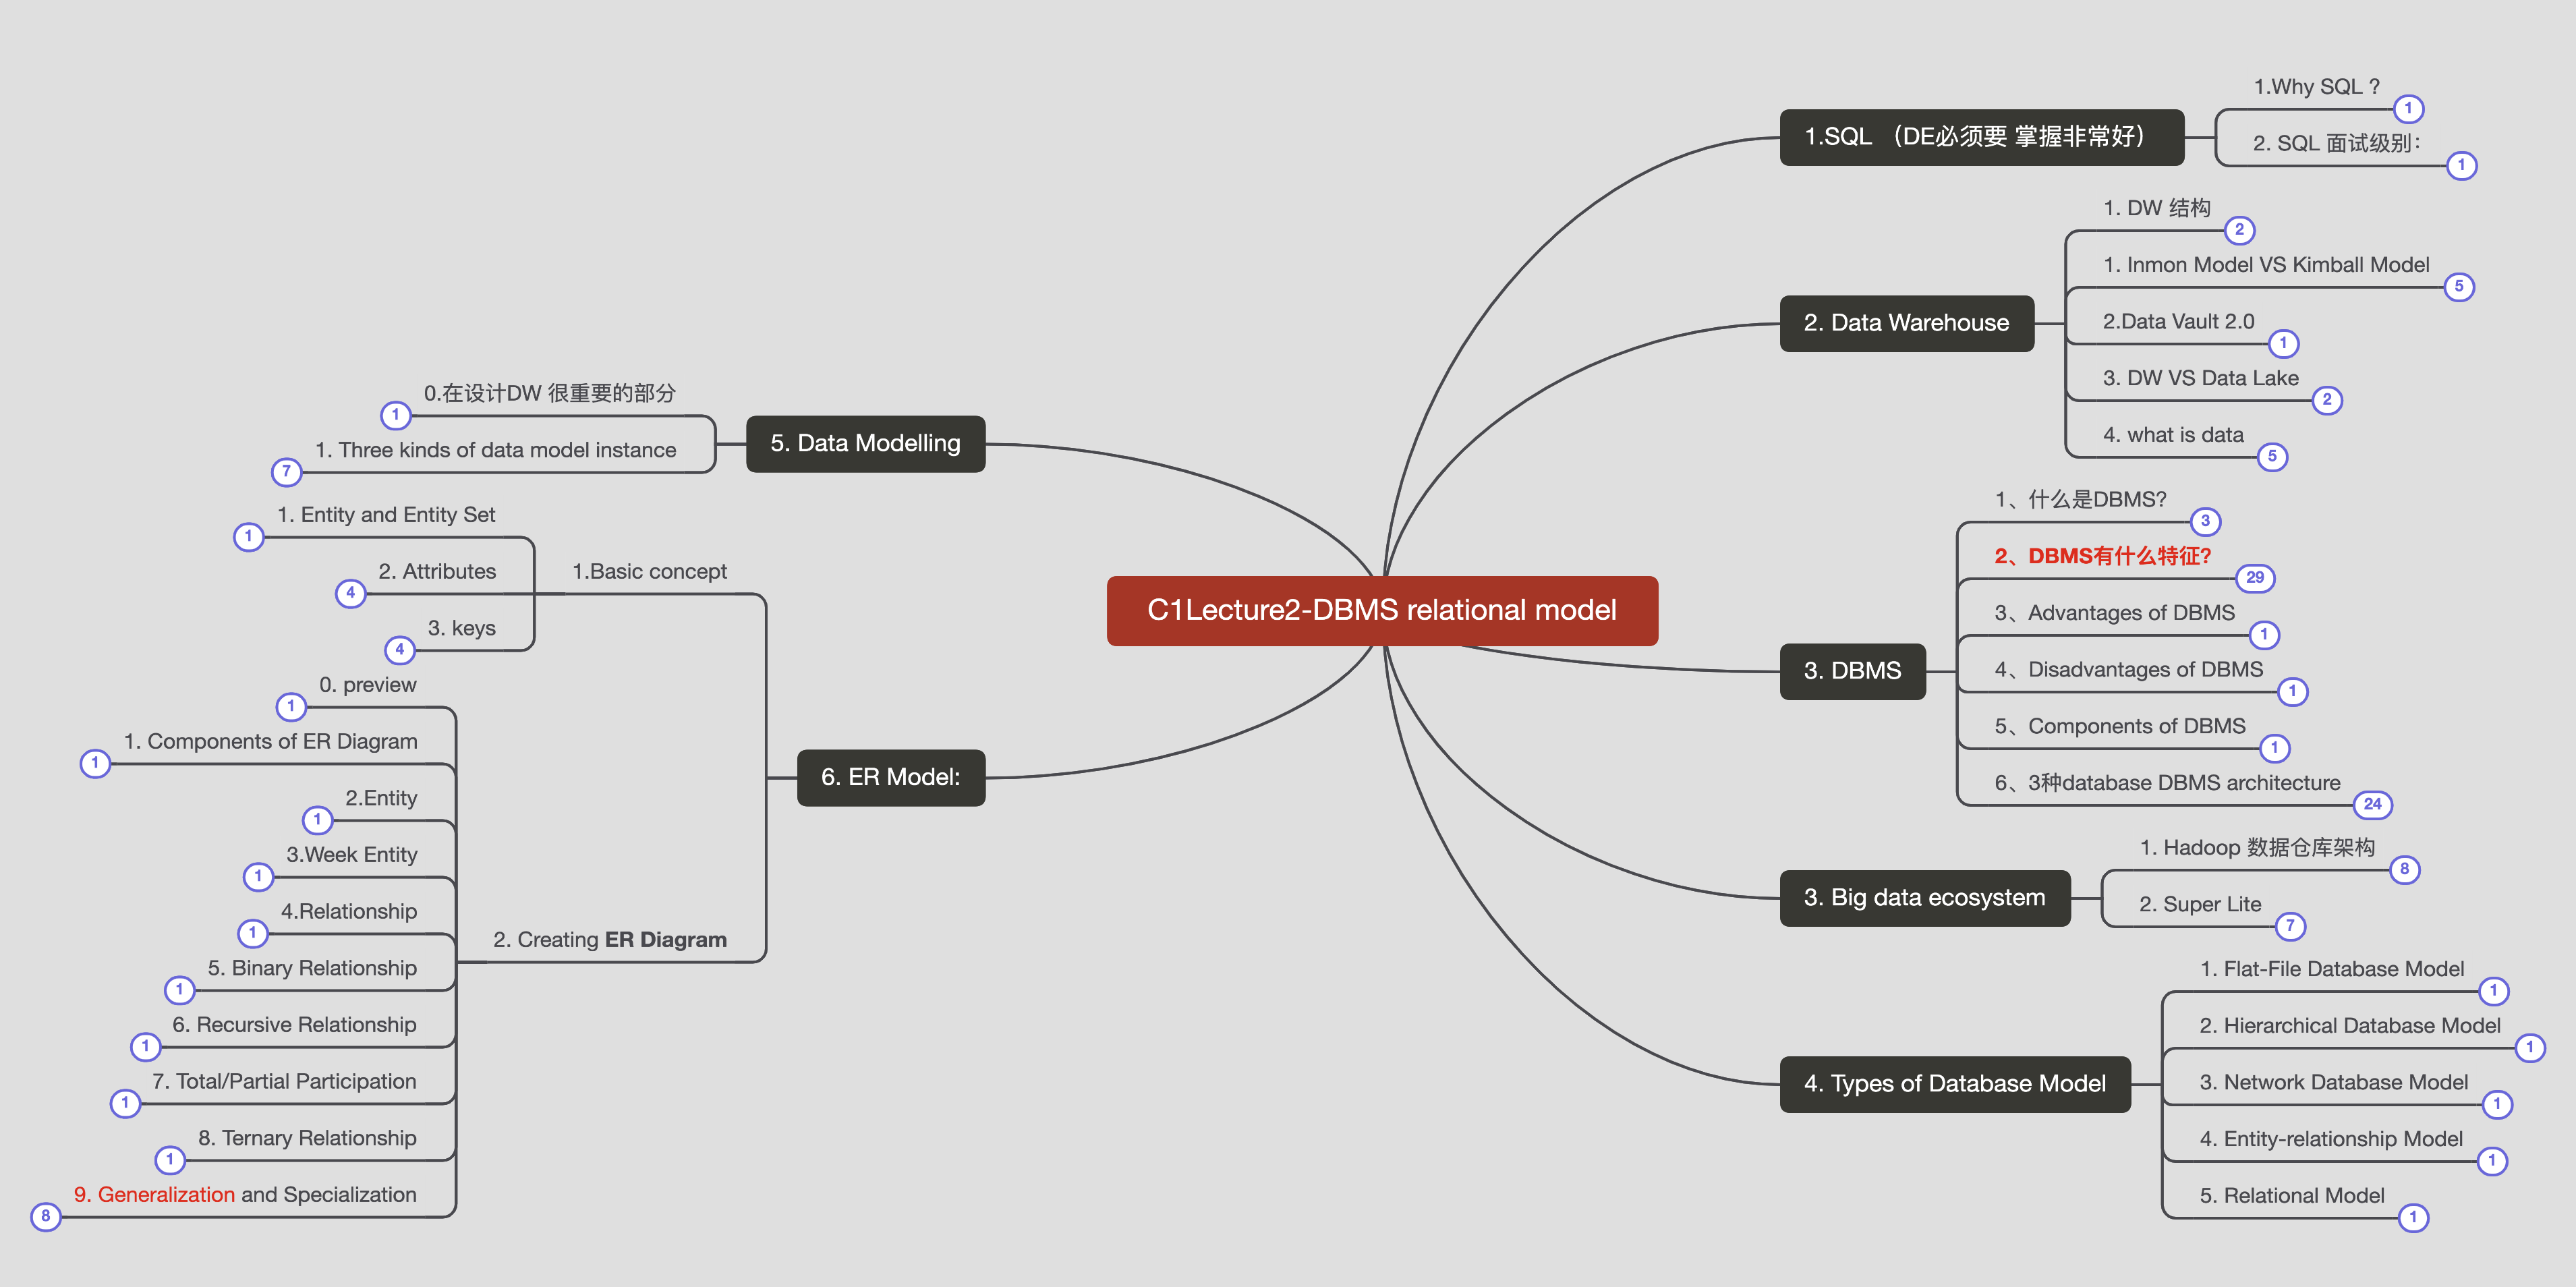 C1Lecture2-DBMS relational model
1.SQL （DE必须要 掌握非常好）
1.Why SQL ?
1
2. SQL 面试级别：
1
2. Data Warehouse
1. DW 结构
2
1. Inmon Model VS Kimball Model
5
2.Data Vault 2.0
1
3. DW VS Data Lake
2
4. what is data
5
3. DBMS
1、什么是DBMS?
3
2、DBMS有什么特征?
29
3、Advantages of DBMS
1
4、Disadvantages of DBMS
1
5、Components of DBMS
1
6、3种database DBMS architecture
24
3. Big data ecosystem
1. Hadoop 数据仓库架构
8
2. Super Lite
7
4. Types of Database Model
1. Flat-File Database Model
1
2. Hierarchical Database Model
1
3. Network Database Model
1
4. Entity-relationship Model
1
5. Relational Model
1
5. Data Modelling
0.在设计DW 很重要的部分
1
1. Three kinds of data model instance
7
6. ER Model:
1.Basic concept
1. Entity and Entity Set
1
2. Attributes
4
3. keys
4
2. Creating ER Diagram
0. preview
1
1. Components of ER Diagram
1
2.Entity
1
3.Week Entity
1
4.Relationship
1
5. Binary Relationship
1
6. Recursive Relationship
1
7. Total/Partial Participation
1
8. Ternary Relationship
1
9. Generalization and Specialization
8